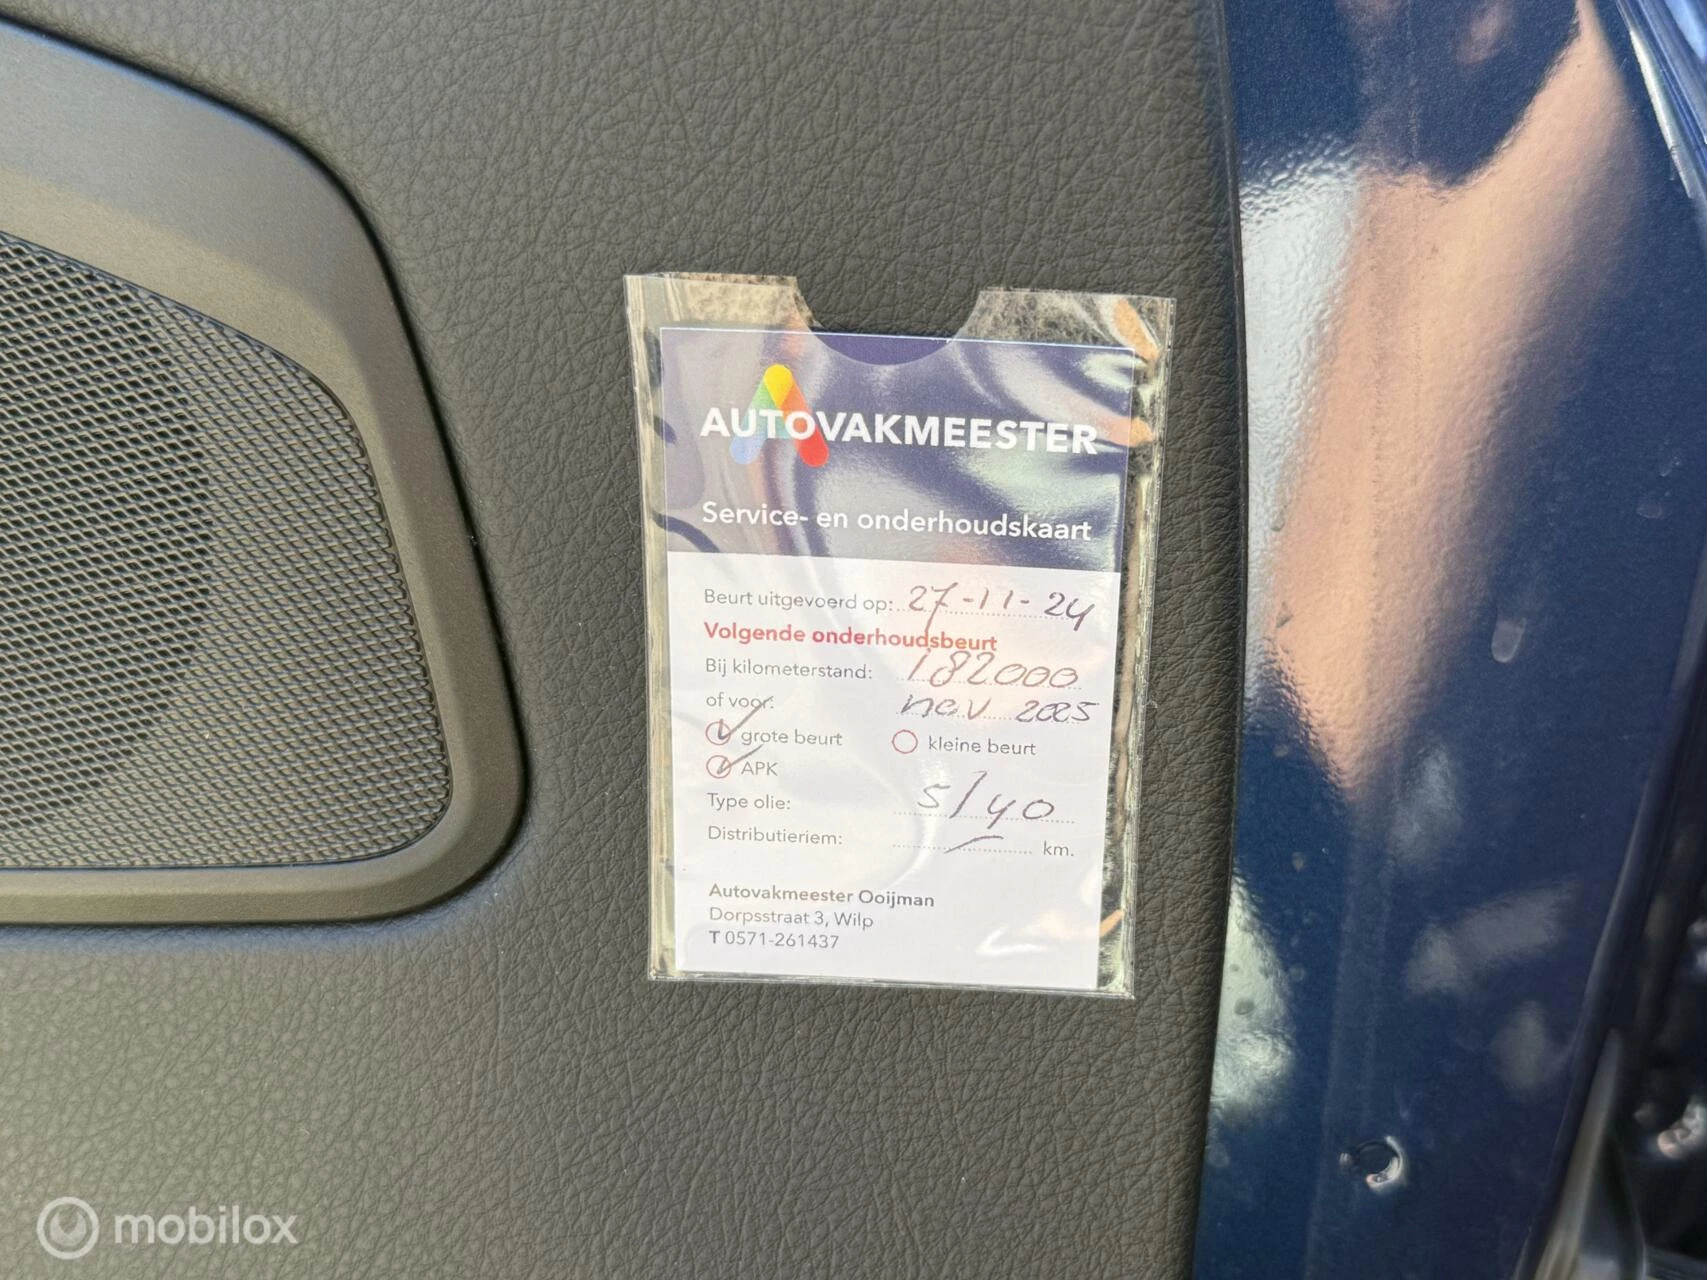 AUTOVAKMEESTER
Service- en onderhoudskaart
Beurt uitgevoerd op: 27-11-24
Volgende onderhoudsbeurt
Bij kilometerstand: 182000
of voor: nov 2025
grote beurt kleine beurt
APK
Type olie: 5/40
Distributieriem: / km.
Autovakmeester Ooijman
Dorpsstraat 3, Wilp
T 0571-261437
mobilox